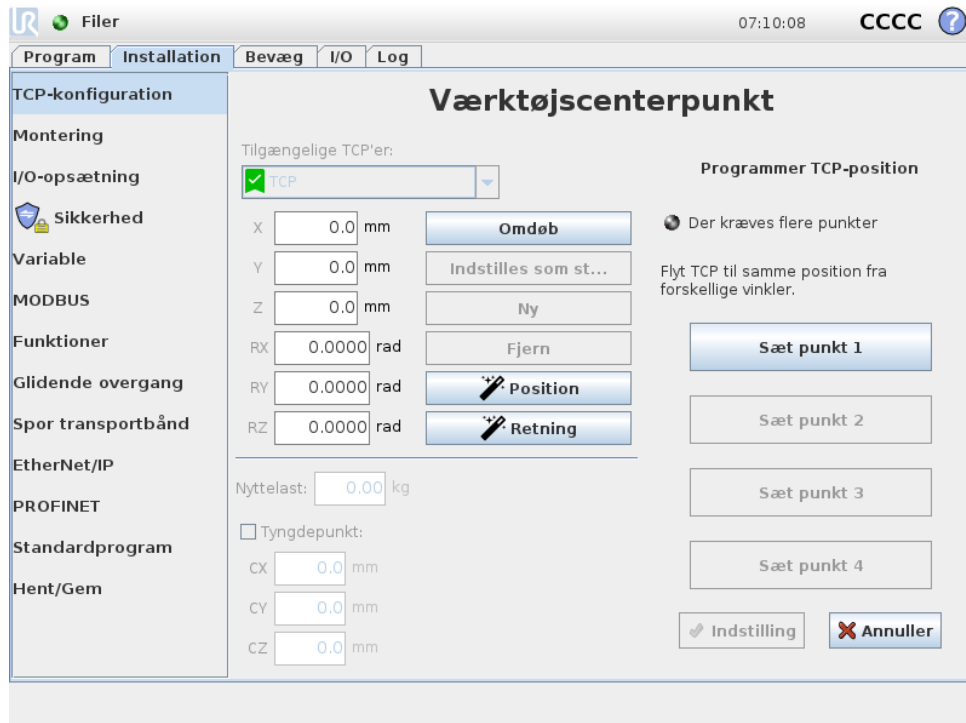 UR Filer 07:10:08 CCCC ?
Program Installation Bevæg I/O Log
TCP-konfiguration
Montering
I/O-opsætning
Sikkerhed
Variable
MODBUS
Funktioner
Glidende overgang
Spor transportbånd
EtherNet/IP
PROFINET
Standardprogram
Hent/Gem
Værktøjscenterpunkt
Tilgængelige TCP'er:
TCP
X 0.0 mm Omdøb
Y 0.0 mm Indstilles som st...
Z 0.0 mm Ny
RX 0.0000 rad Fjern
RY 0.0000 rad Position
RZ 0.0000 rad Retning
Nyttelast: 0.00 kg
Tyngdepunkt:
CX 0.0 mm
CY 0.0 mm
CZ 0.0 mm
Programmer TCP-position
Der kræves flere punkter
Flyt TCP til samme position fra
forskellige vinkler.
Sæt punkt 1
Sæt punkt 2
Sæt punkt 3
Sæt punkt 4
Indstilling Annuller